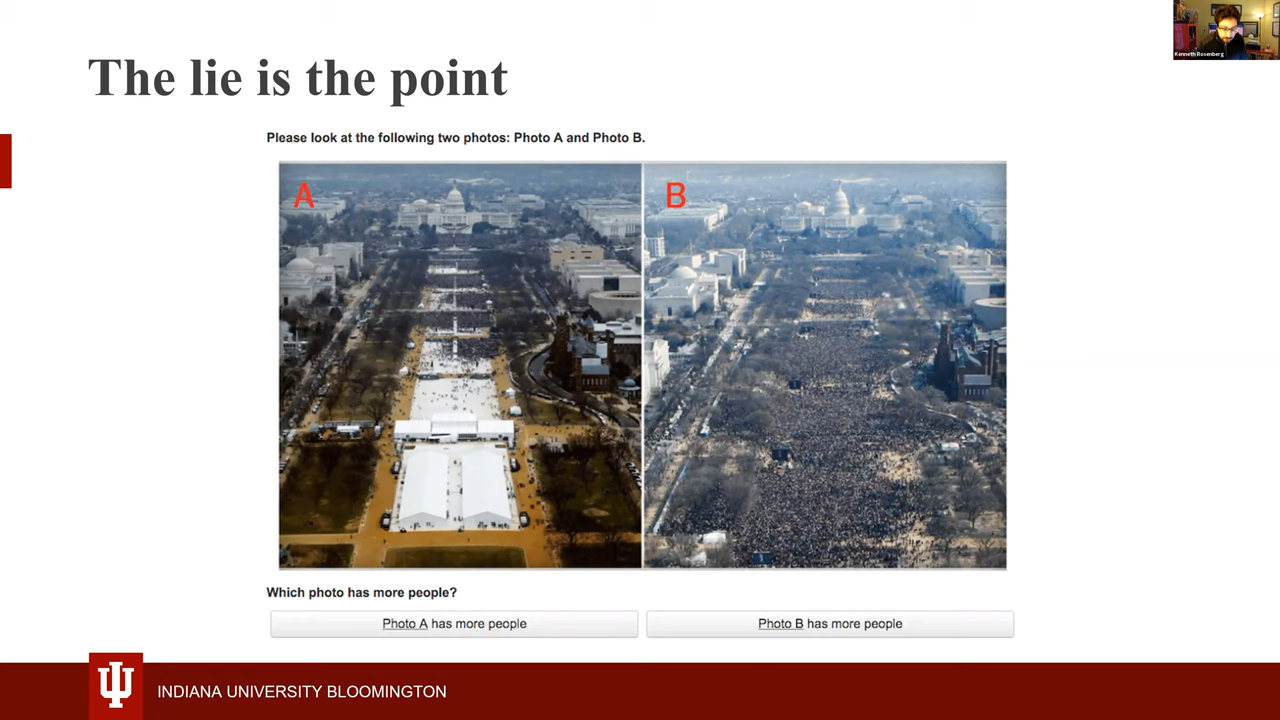 Kenneth Rosenberg
The lie is the point
Please look at the following two photos: Photo A and Photo B.
A
B
Which photo has more people?
Photo A has more people
Photo B has more people
INDIANA UNIVERSITY BLOOMINGTON